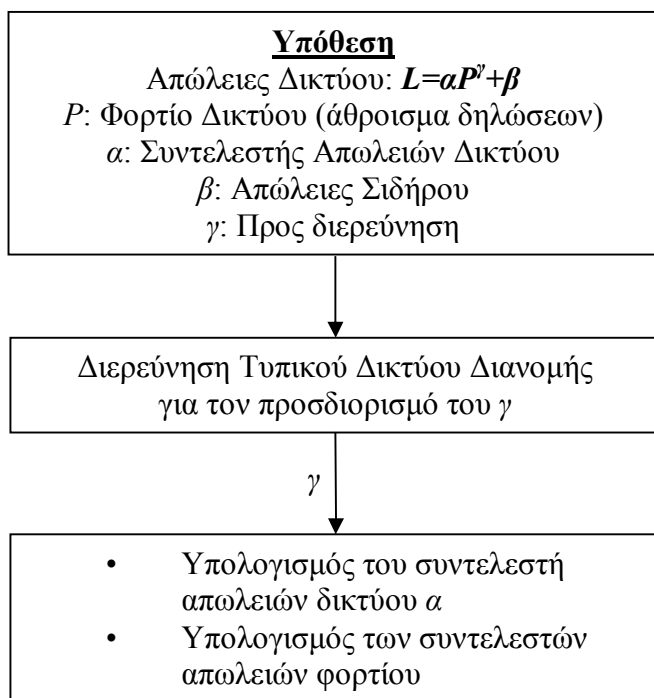 Υπόθεση
Απώλειες Δικτύου: L=αP^γ+β
P: Φορτίο Δικτύου (άθροισμα δηλώσεων)
α: Συντελεστής Απωλειών Δικτύου
β: Απώλειες Σιδήρου
γ: Προς διερεύνηση
Διερεύνηση Τυπικού Δικτύου Διανομής
για τον προσδιορισμό του γ
γ
• Υπολογισμός του συντελεστή
απωλειών δικτύου α
• Υπολογισμός των συντελεστών
απωλειών φορτίου